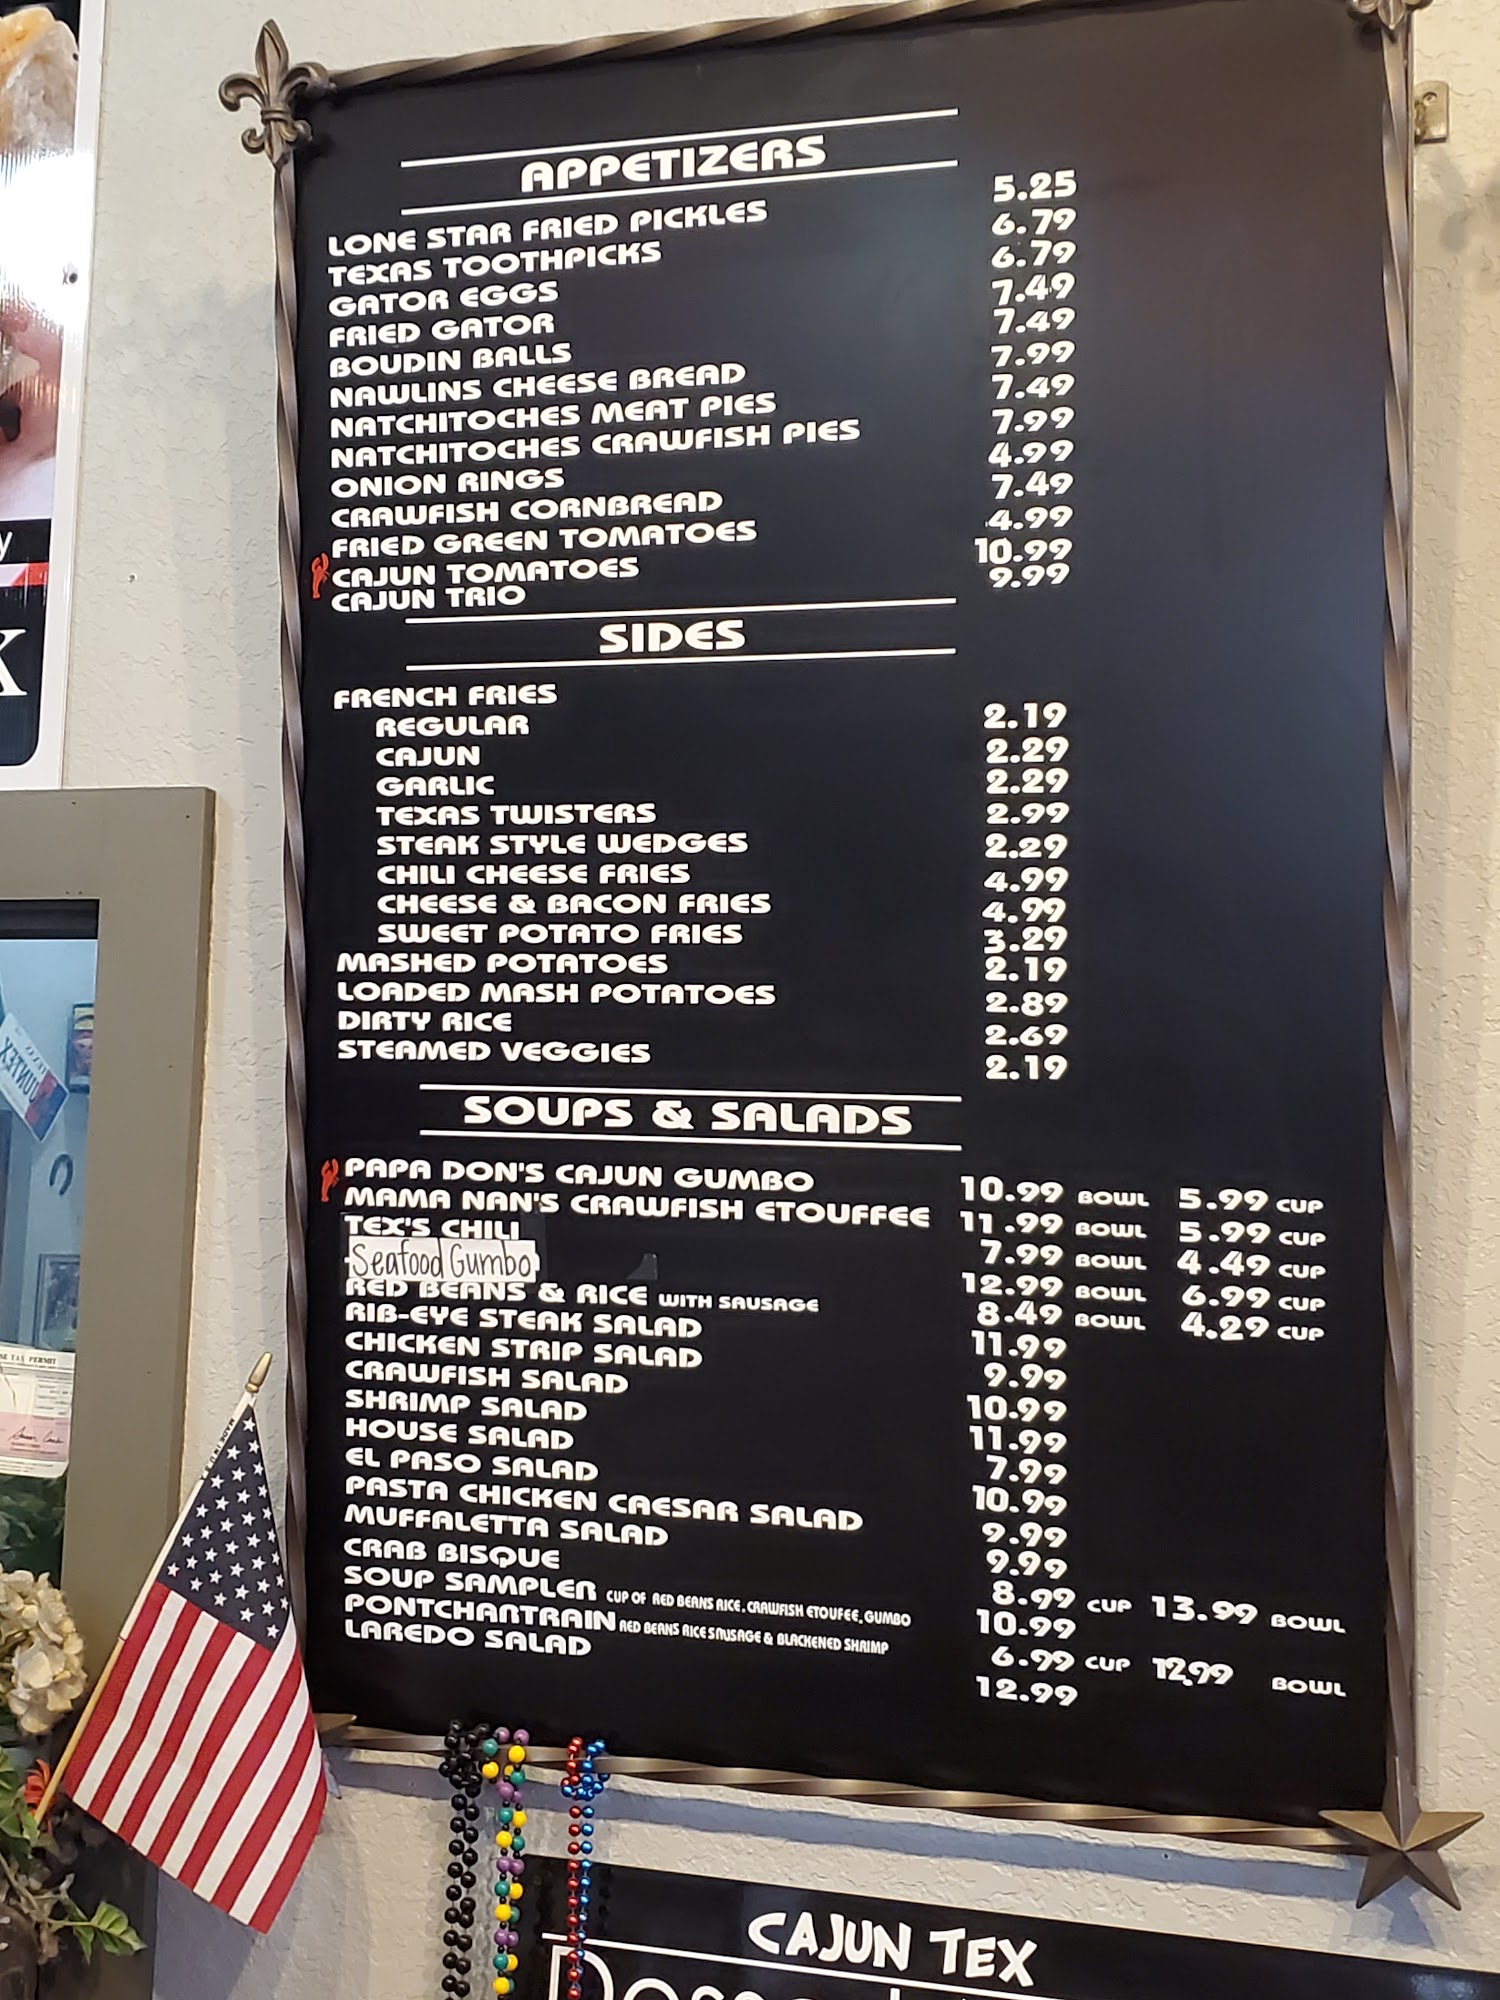 APPETIZERS
LONE STAR FRIED PICKLES 5.25
TEXAS TOOTHPICKS 6.79
GATOR EGGS 6.79
FRIED GATOR 7.49
BOUDIN BALLS 7.49
NAWLINS CHEESE BREAD 7.99
NATCHITOCHES MEAT PIES 7.49
NATCHITOCHES CRAWFISH PIES 7.99
ONION RINGS 4.99
CRAWFISH CORNBREAD 7.49
FRIED GREEN TOMATOES 4.99
CAJUN TOMATOES 10.99
CAJUN TRIO 9.99
SIDES
FRENCH FRIES
REGULAR 2.19
CAJUN 2.29
GARLIC 2.29
TEXAS TWISTERS 2.99
STEAK STYLE WEDGES 2.29
CHILI CHEESE FRIES 4.99
CHEESE & BACON FRIES 4.99
SWEET POTATO FRIES 3.29
MASHED POTATOES 2.19
LOADED MASH POTATOES 2.89
DIRTY RICE 2.69
STEAMED VEGGIES 2.19
SOUPS & SALADS
PAPA DON'S CAJUN GUMBO 10.99 BOWL 5.99 CUP
MAMA NAN'S CRAWFISH ETOUFFEE 11.99 BOWL 5.99 CUP
TEX'S CHILI 7.99 BOWL 4.49 CUP
Seafood Gumbo 12.99 BOWL 6.99 CUP
RED BEANS & RICE WITH SAUSAGE 8.49 BOWL 4.29 CUP
RIB-EYE STEAK SALAD 11.99
CHICKEN STRIP SALAD 9.99
CRAWFISH SALAD 10.99
SHRIMP SALAD 11.99
HOUSE SALAD 7.99
EL PASO SALAD 10.99
PASTA CHICKEN CAESAR SALAD 9.99
MUFFALETTA SALAD 9.99
CRAB BISQUE 8.99 CUP 13.99 BOWL
SOUP SAMPLER CUP OF RED BEANS RICE, CRAWFISH ETOUFEE, GUMBO 10.99
PONTCHARTRAIN RED BEANS RICE SAUSAGE & BLACKENED SHRIMP 6.99 CUP 12.99 BOWL
LAREDO SALAD 12.99
CAJUN TEX